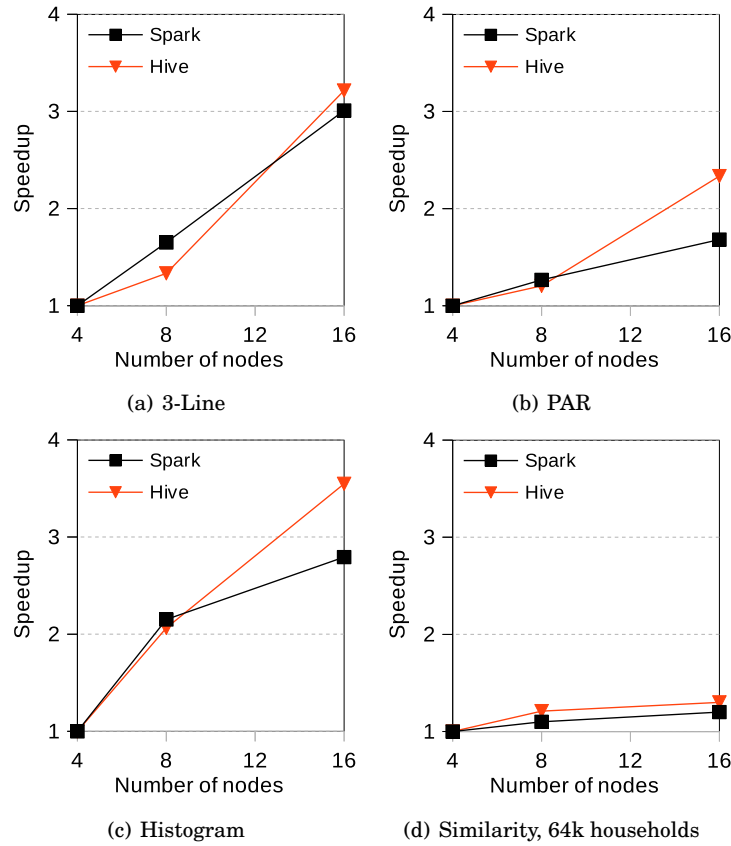 4
3
2
1
Speedup
Spark
Hive
4 8 12 16
Number of nodes
(a) 3-Line
4
3
2
1
Speedup
Spark
Hive
4 8 12 16
Number of nodes
(b) PAR
4
3
2
1
Speedup
Spark
Hive
4 8 12 16
Number of nodes
(c) Histogram
4
3
2
1
Speedup
Spark
Hive
4 8 12 16
Number of nodes
(d) Similarity, 64k households